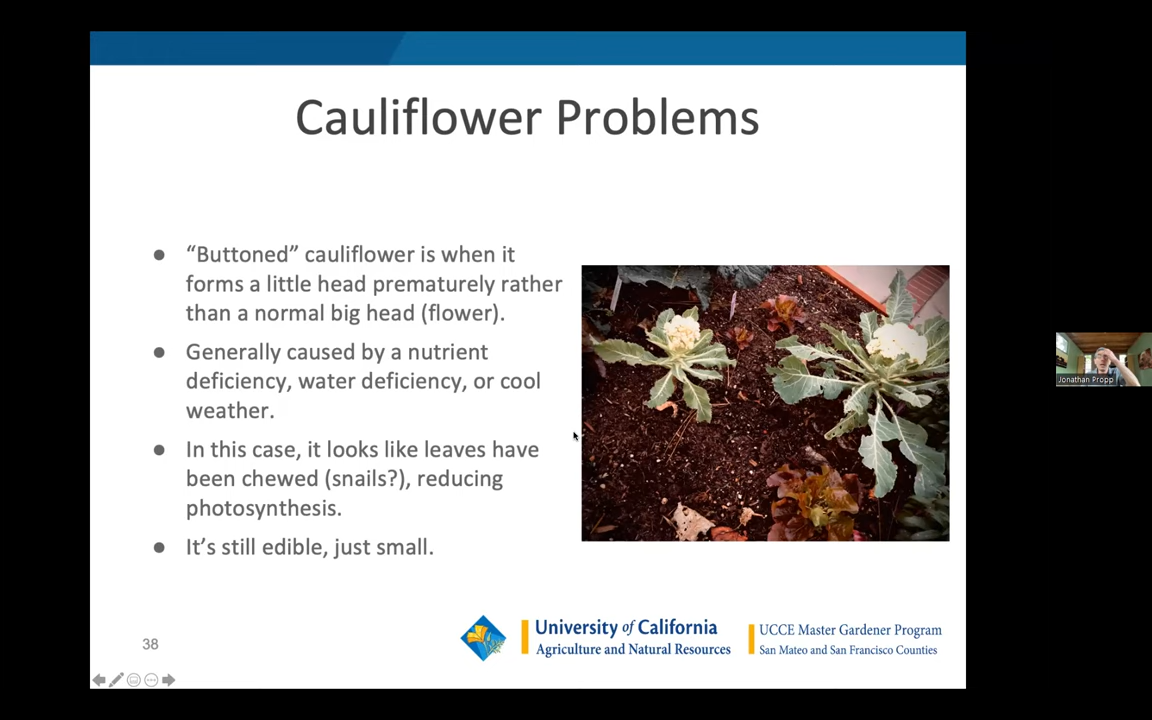 Cauliflower Problems
● “Buttoned” cauliflower is when it
forms a little head prematurely rather
than a normal big head (flower).
● Generally caused by a nutrient
deficiency, water deficiency, or cool
weather.
● In this case, it looks like leaves have
been chewed (snails?), reducing
photosynthesis.
● It’s still edible, just small.
Jonathan Propp
38
University of California
Agriculture and Natural Resources
UCCE Master Gardener Program
San Mateo and San Francisco Counties